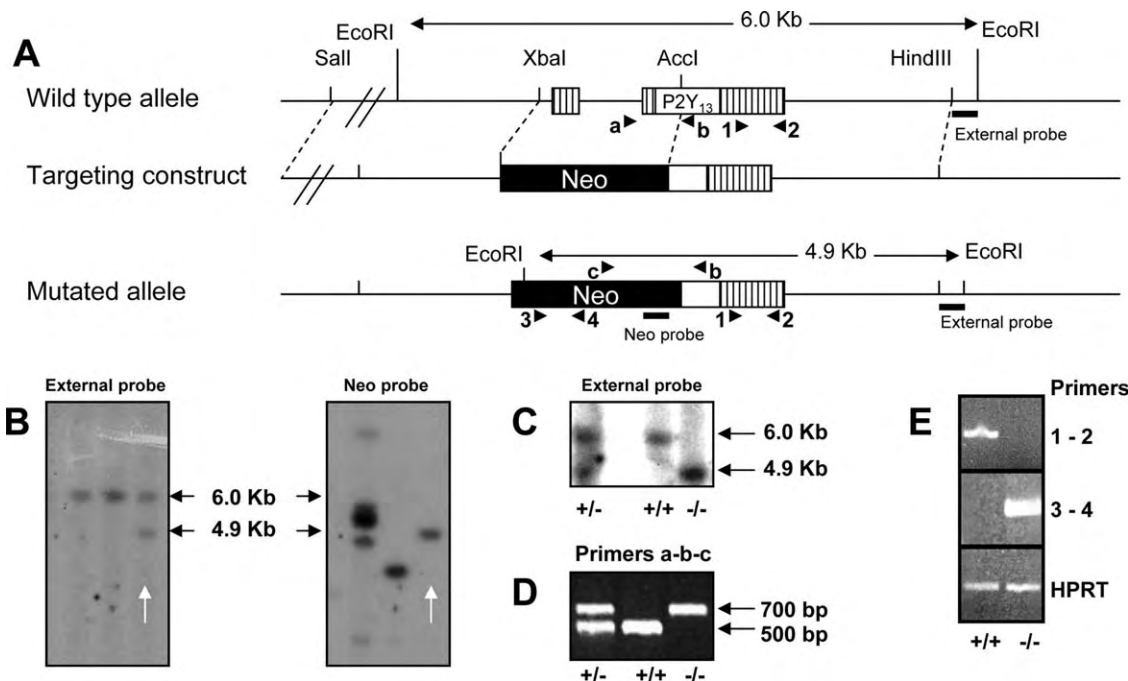 A
EcoRI
6.0 Kb
EcoRI
SalI
XbaI
AccI
HindIII
Wild type allele
P2Y13
a
b
1
2
External probe
Targeting construct
Neo
EcoRI
4.9 Kb
EcoRI
c
b
Mutated allele
Neo
3
4
Neo probe
1
2
External probe
B
External probe
Neo probe
6.0 Kb
4.9 Kb
C
External probe
6.0 Kb
4.9 Kb
+/-
+/+
-/-
D
Primers a-b-c
700 bp
500 bp
+/-
+/+
-/-
E
Primers
1 - 2
3 - 4
HPRT
+/+
-/-